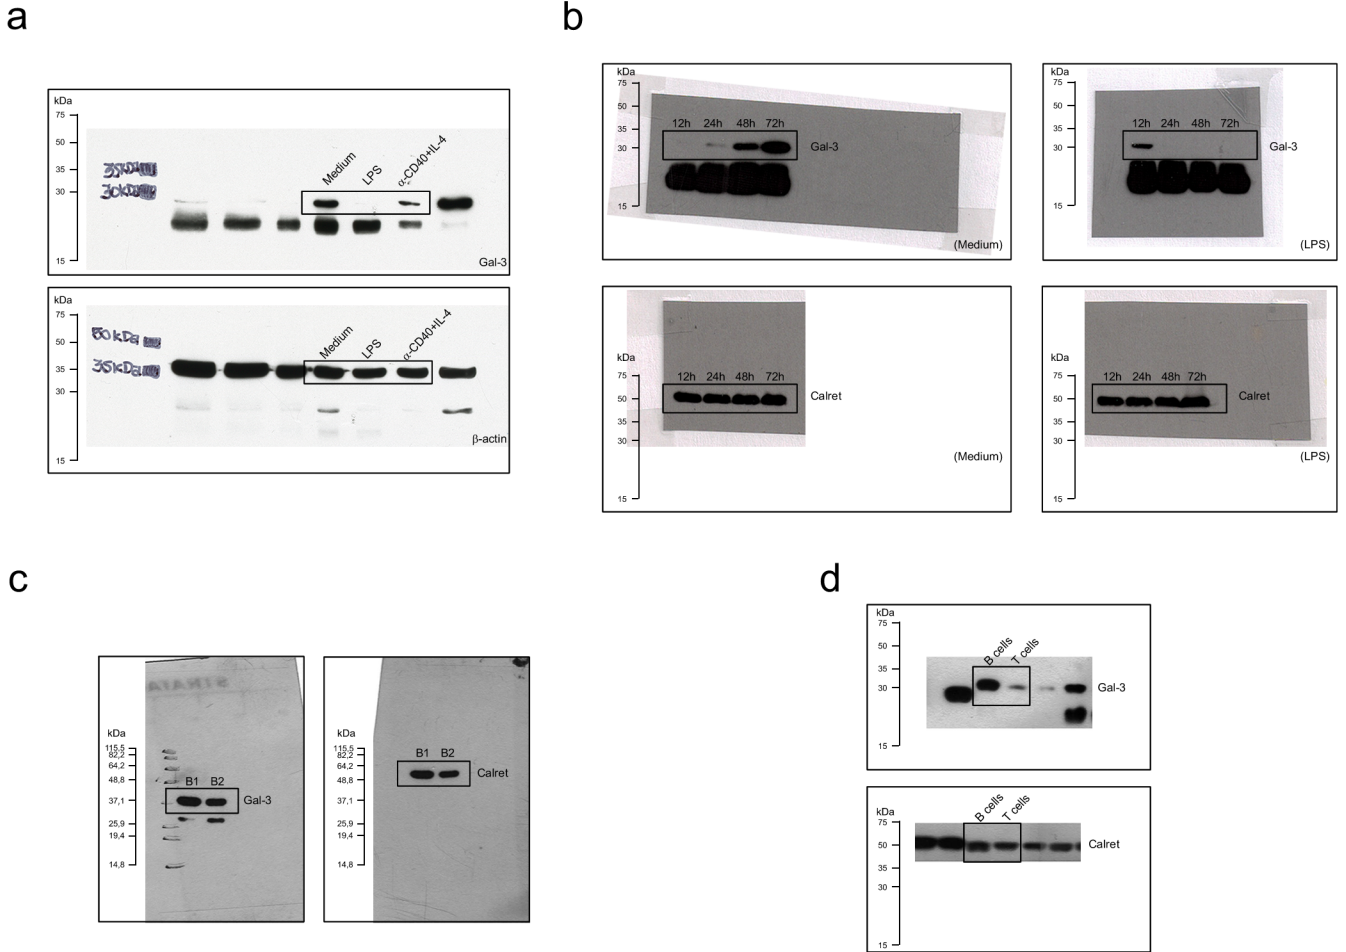 a
kDa
75
50
35
30
15
35kDa
30kDa
Medium
LPS
α-CD40+IL-4
Gal-3
kDa
75
50
35
30
15
50kDa
35kDa
Medium
LPS
α-CD40+IL-4
β-actin
b
kDa
75
50
35
30
15
12h 24h 48h 72h
Gal-3
(Medium)
kDa
75
50
35
30
15
12h 24h 48h 72h
Gal-3
(LPS)
kDa
75
50
35
30
15
12h 24h 48h 72h
Calret
(Medium)
kDa
75
50
35
30
15
12h 24h 48h 72h
Calret
(LPS)
c
kDa
115,5
82,2
64,2
48,8
37,1
25,9
19,4
14,8
B1 B2
Gal-3
kDa
115,5
82,2
64,2
48,8
37,1
25,9
19,4
14,8
B1 B2
Calret
d
kDa
75
50
35
30
15
B cells
T cells
Gal-3
kDa
75
50
35
30
15
B cells
T cells
Calret